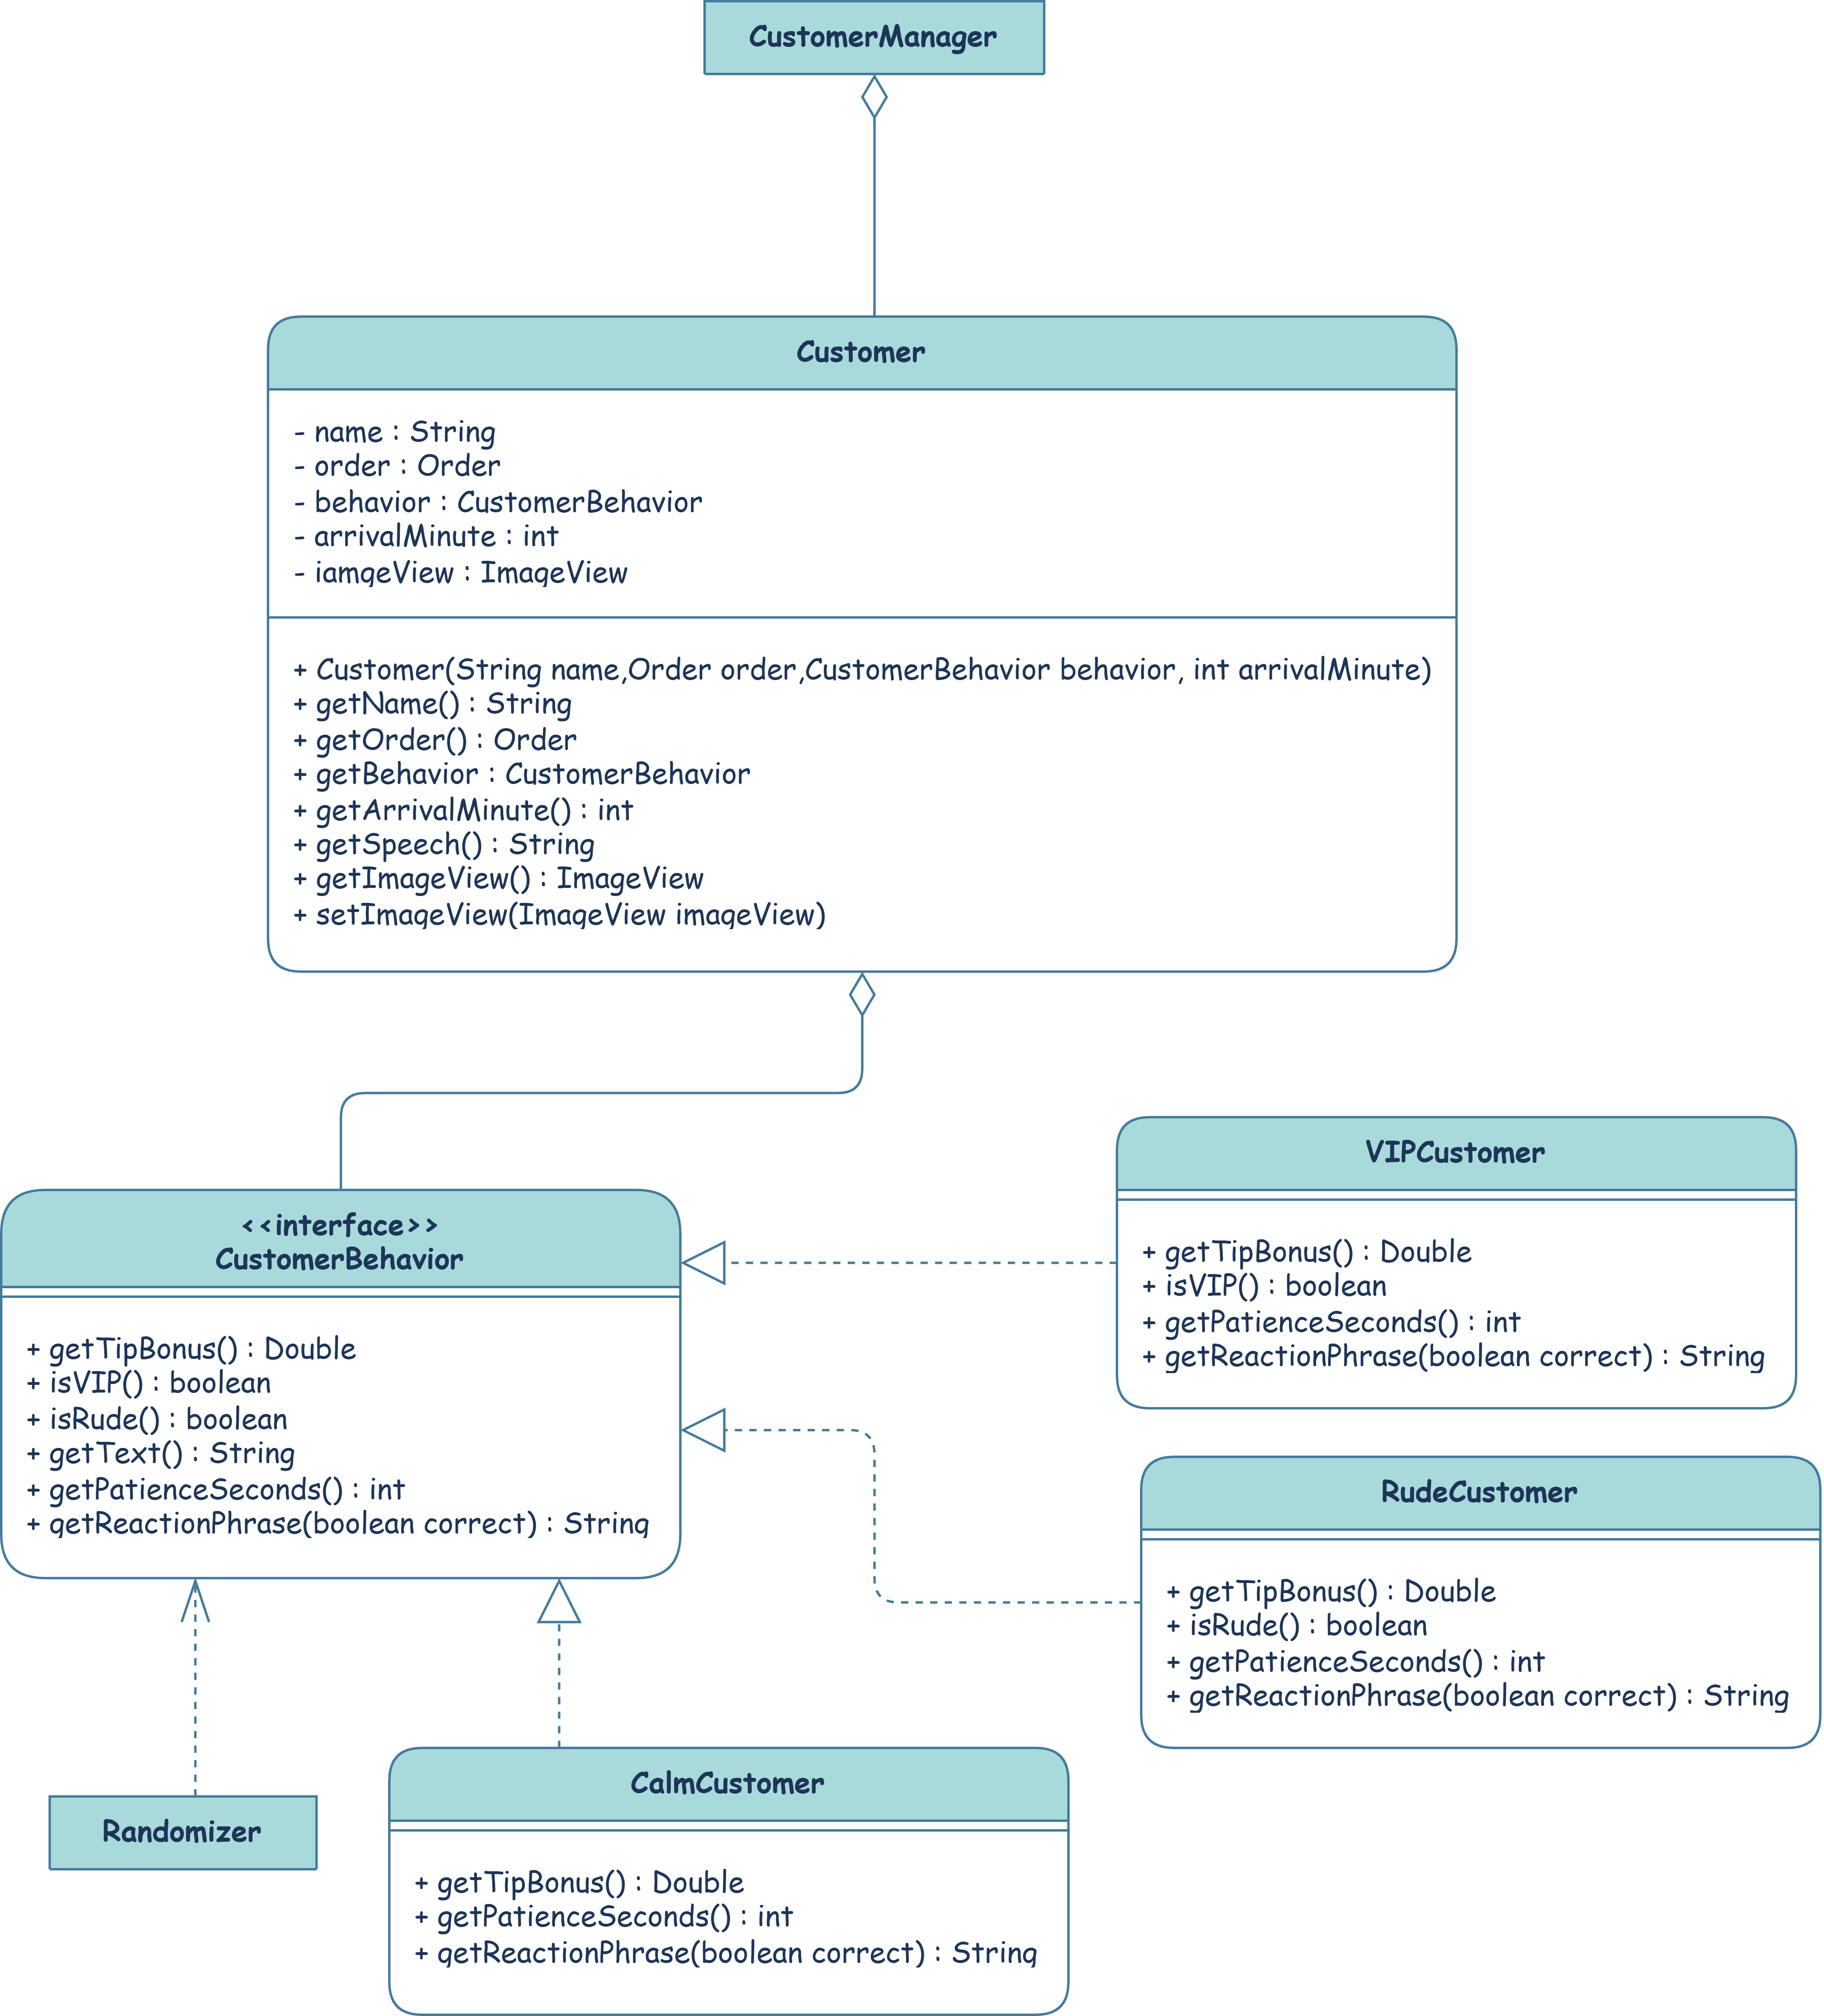 CustomerManager
Customer
- name : String
- order : Order
- behavior : CustomerBehavior
- arrivalMinute : int
- iamgeView : ImageView
+ Customer(String name,Order order,CustomerBehavior behavior, int arrivalMinute)
+ getName() : String
+ getOrder() : Order
+ getBehavior : CustomerBehavior
+ getArrivalMinute() : int
+ getSpeech() : String
+ getImageView() : ImageView
+ setImageView(ImageView imageView)
<<interface>>
CustomerBehavior
+ getTipBonus() : Double
+ isVIP() : boolean
+ isRude() : boolean
+ getText() : String
+ getPatienceSeconds() : int
+ getReactionPhrase(boolean correct) : String
VIPCustomer
+ getTipBonus() : Double
+ isVIP() : boolean
+ getPatienceSeconds() : int
+ getReactionPhrase(boolean correct) : String
RudeCustomer
+ getTipBonus() : Double
+ isRude() : boolean
+ getPatienceSeconds() : int
+ getReactionPhrase(boolean correct) : String
Randomizer
CalmCustomer
+ getTipBonus() : Double
+ getPatienceSeconds() : int
+ getReactionPhrase(boolean correct) : String